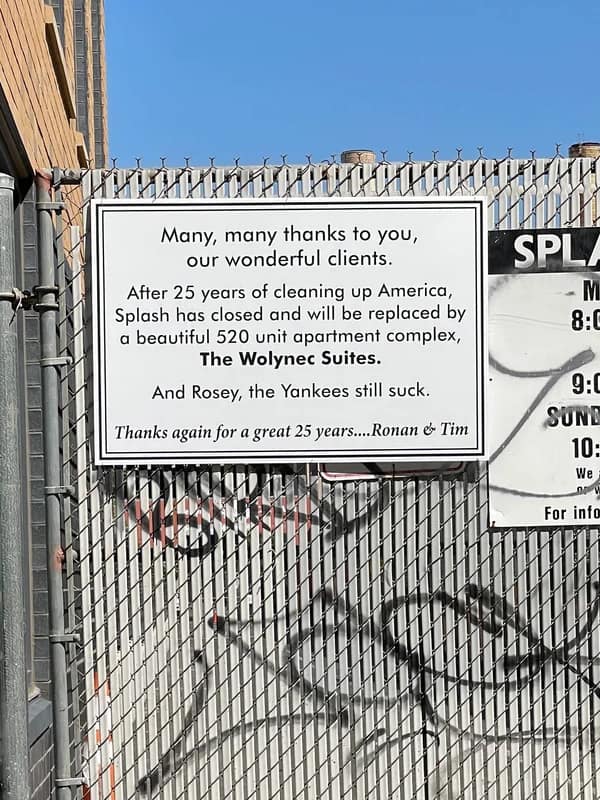 Many, many thanks to you,
our wonderful clients.
After 25 years of cleaning up America,
Splash has closed and will be replaced by
a beautiful 520 unit apartment complex,
The Wolynec Suites.
And Rosey, the Yankees still suck.
Thanks again for a great 25 years....Ronan & Tim
SPLA
M
8:0
9:0
SUND
10:
We
For info